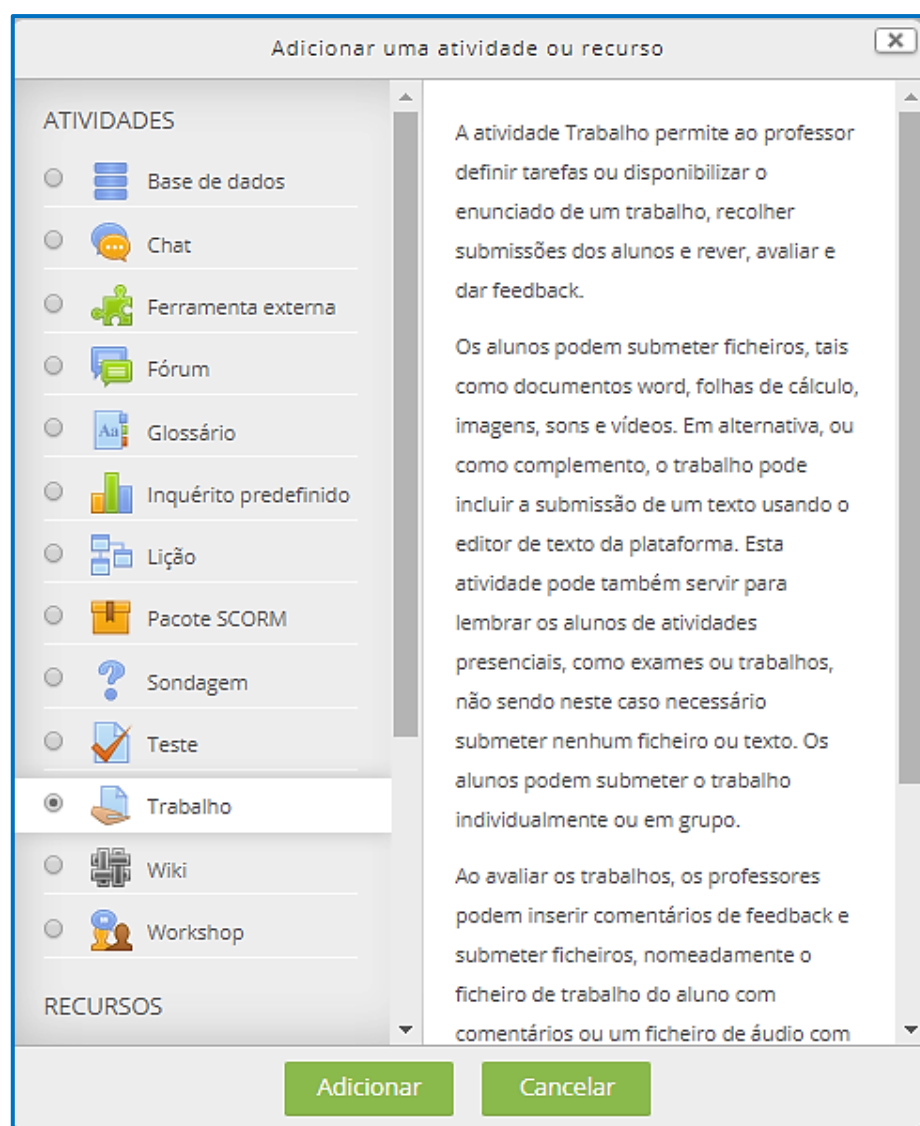 Adicionar uma atividade ou recurso
ATIVIDADES
Base de dados
Chat
Ferramenta externa
Fórum
Aa
Glossário
Inquérito predefinido
Lição
Pacote SCORM
Sondagem
Teste
Trabalho
Wiki
Workshop
RECURSOS
A atividade Trabalho permite ao professor
definir tarefas ou disponibilizar o
enunciado de um trabalho, recolher
submissões dos alunos e rever, avaliar e
dar feedback.
Os alunos podem submeter ficheiros, tais
como documentos word, folhas de cálculo,
imagens, sons e vídeos. Em alternativa, ou
como complemento, o trabalho pode
incluir a submissão de um texto usando o
editor de texto da plataforma. Esta
atividade pode também servir para
lembrar os alunos de atividades
presenciais, como exames ou trabalhos,
não sendo neste caso necessário
submeter nenhum ficheiro ou texto. Os
alunos podem submeter o trabalho
individualmente ou em grupo.
Ao avaliar os trabalhos, os professores
podem inserir comentários de feedback e
submeter ficheiros, nomeadamente o
ficheiro de trabalho do aluno com
comentários ou um ficheiro de áudio com
Adicionar
Cancelar